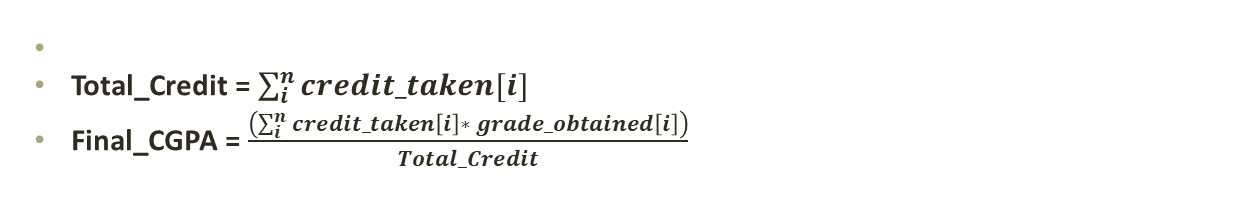 •
• Total_Credit = ∑ᵢⁿ credit_taken[i]
• Final_CGPA = (∑ᵢⁿ credit_taken[i]* grade_obtained[i]) / Total_Credit